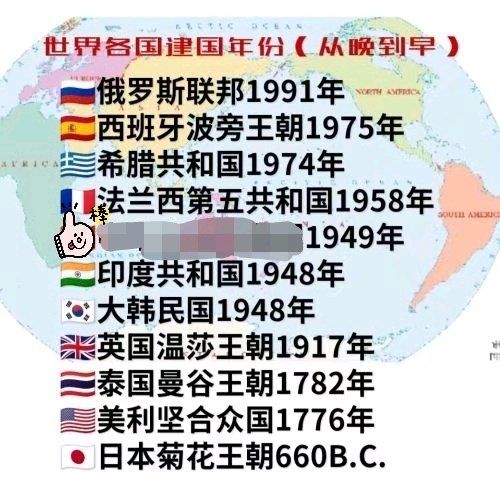 世界各国建国年份（从晚到早）
俄罗斯联邦1991年
NORTH AMERICA
西班牙波旁王朝1975年
希腊共和国1974年
法兰西第五共和国1958年
棒
SOUTH AMERICA
1949年
印度共和国1948年
大韩民国1948年
英国温莎王朝1917年
泰国曼谷王朝1782年
美利坚合众国1776年
日本菊花王朝660B.C.